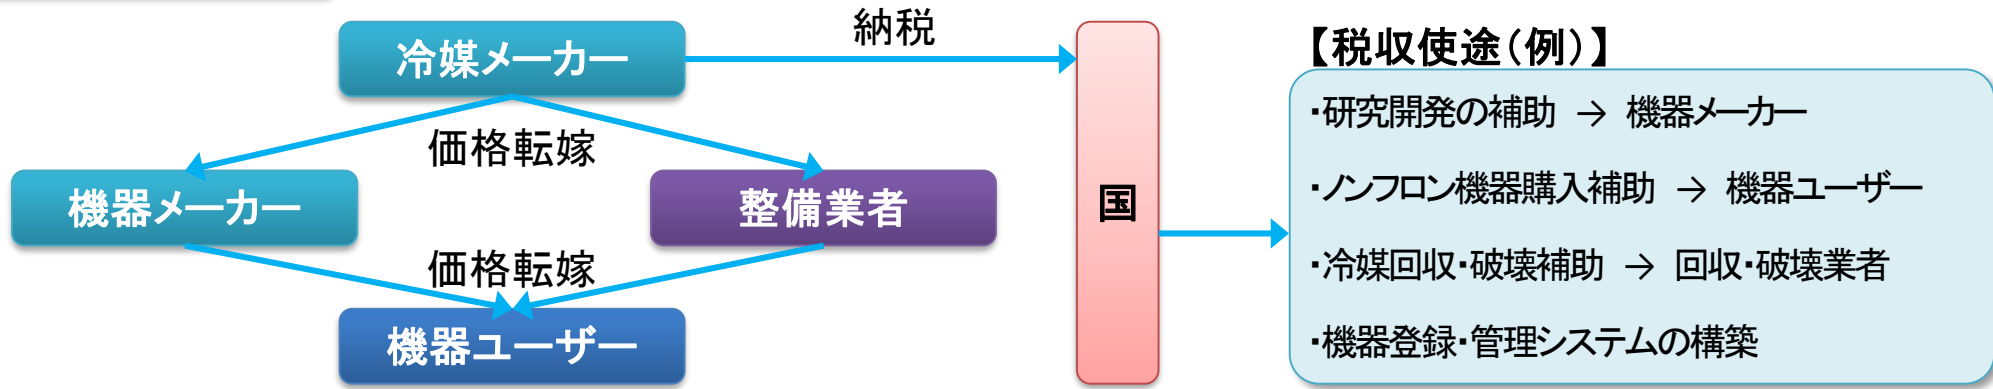 納税
冷媒メーカー
価格転嫁
機器メーカー
整備業者
価格転嫁
機器ユーザー
国
【税収使途（例）】
・研究開発の補助 → 機器メーカー
・ノンフロン機器購入補助 → 機器ユーザー
・冷媒回収・破壊補助 → 回収・破壊業者
・機器登録・管理システムの構築